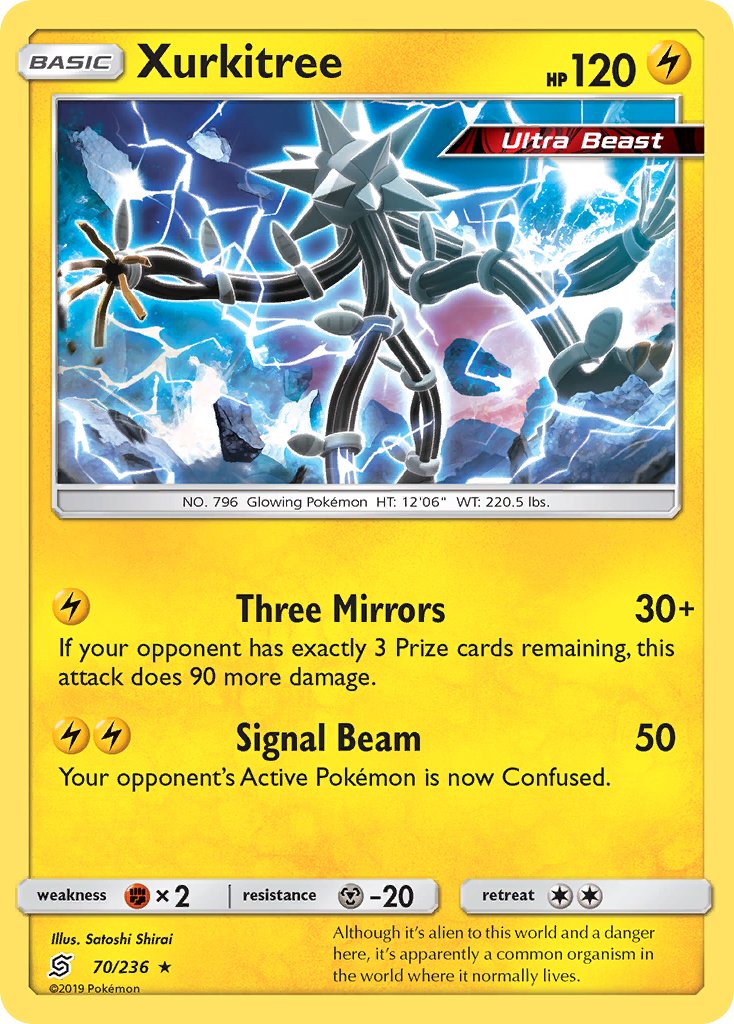 BASIC Xurkitree HP 120
Ultra Beast
NO. 796 Glowing Pokémon HT: 12'06" WT: 220.5 lbs.
Three Mirrors 30+
If your opponent has exactly 3 Prize cards remaining, this
attack does 90 more damage.
Signal Beam 50
Your opponent's Active Pokémon is now Confused.
weakness ×2 resistance -20 retreat
Illus. Satoshi Shirai
70/236 ★
©2019 Pokémon
Although it's alien to this world and a danger
here, it's apparently a common organism in
the world where it normally lives.